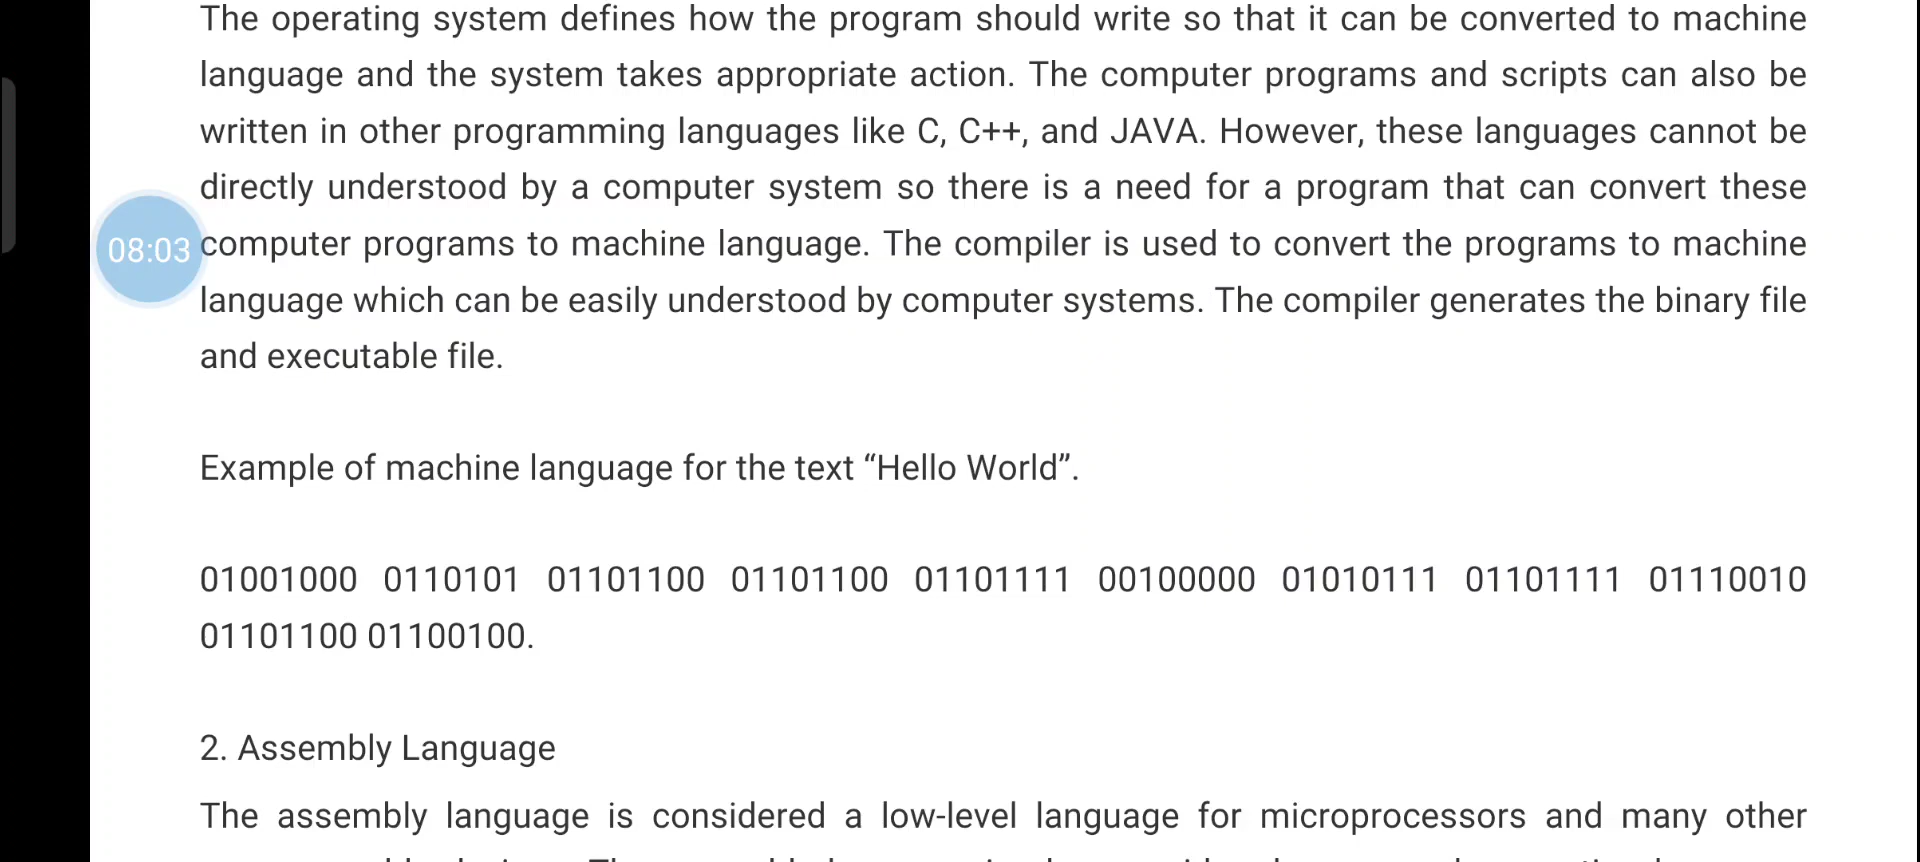 The operating system defines how the program should write so that it can be converted to machine
language and the system takes appropriate action. The computer programs and scripts can also be
written in other programming languages like C, C++, and JAVA. However, these languages cannot be
directly understood by a computer system so there is a need for a program that can convert these
08:03
computer programs to machine language. The compiler is used to convert the programs to machine
language which can be easily understood by computer systems. The compiler generates the binary file
and executable file.
Example of machine language for the text “Hello World”.
01001000 0110101 01101100 01101100 01101111 00100000 01010111 01101111 01110010
01101100 01100100.
2. Assembly Language
The assembly language is considered a low-level language for microprocessors and many other